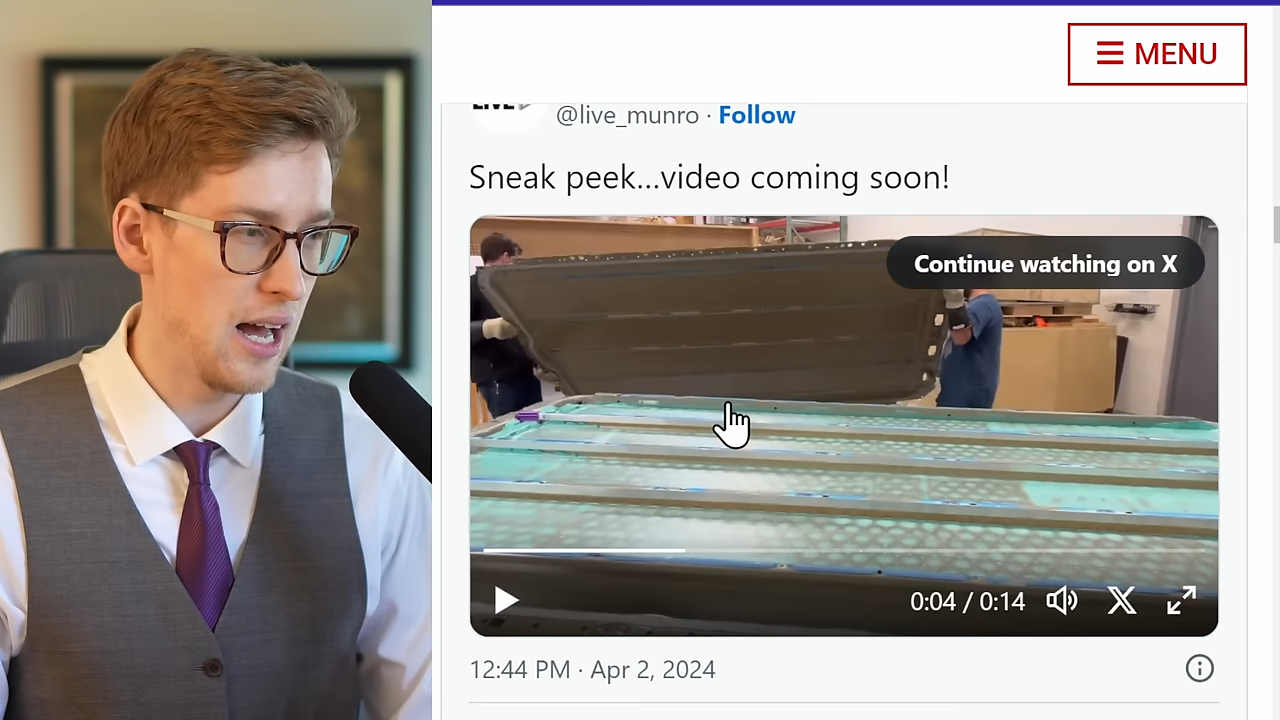 MENU
LIVE
@live_munro · Follow
Sneak peek...video coming soon!
Continue watching on X
0:04 / 0:14
12:44 PM · Apr 2, 2024